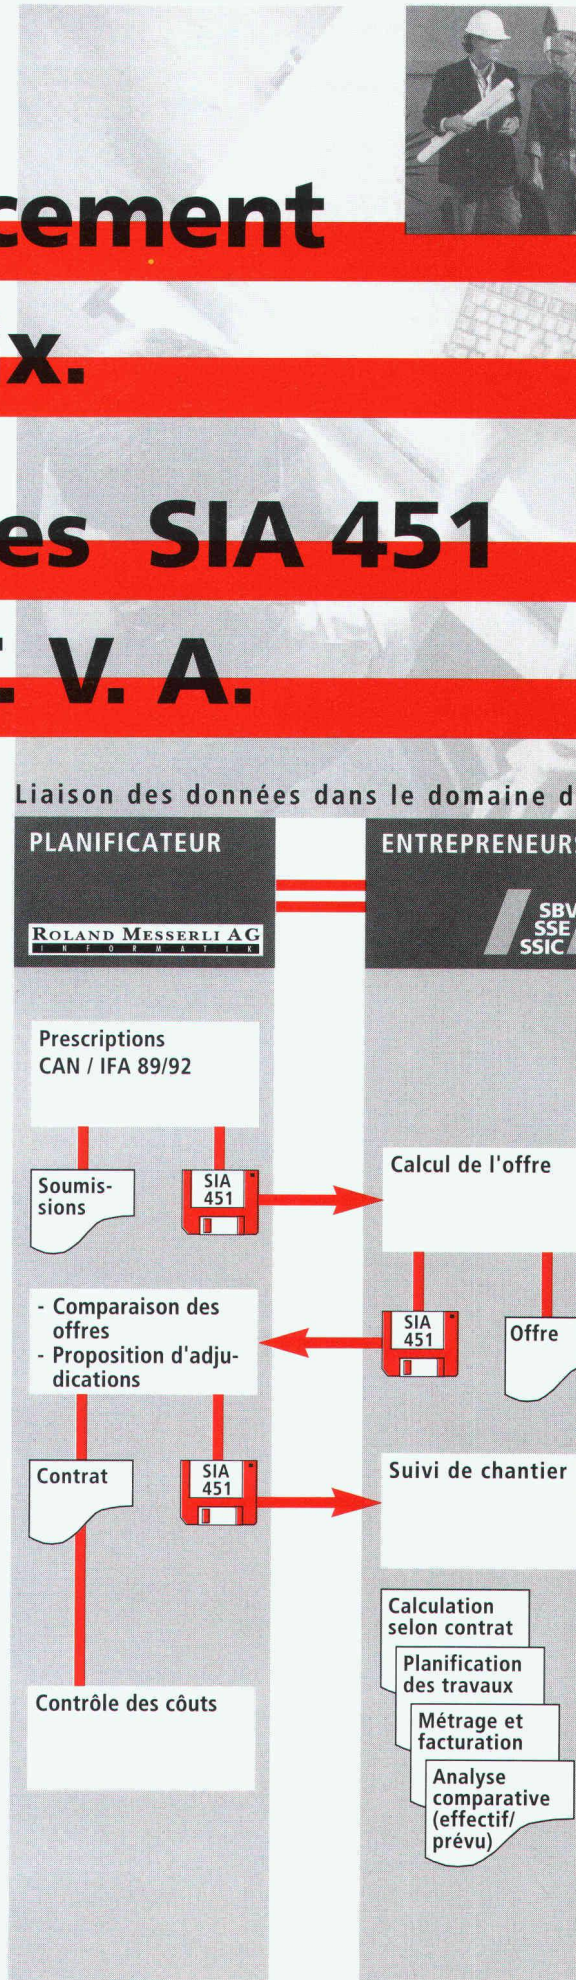 cement
x.
es SIA 451
. V. A.
Liaison des données dans le domaine d
PLANIFICATEUR
ENTREPRENEURS
ROLAND MESSERLI AG
INFORMATIK
SBV
SSE
SSIC
Prescriptions
CAN / IFA 89/92
Soumis-
sions
SIA
451
Calcul de l'offre
- Comparaison des
offres
- Proposition d'adju-
dications
SIA
451
Offre
Contrat
SIA
451
Suivi de chantier
Contrôle des côuts
Calculation
selon contrat
Planification
des travaux
Métrage et
facturation
Analyse
comparative
(effectif/
prévu)